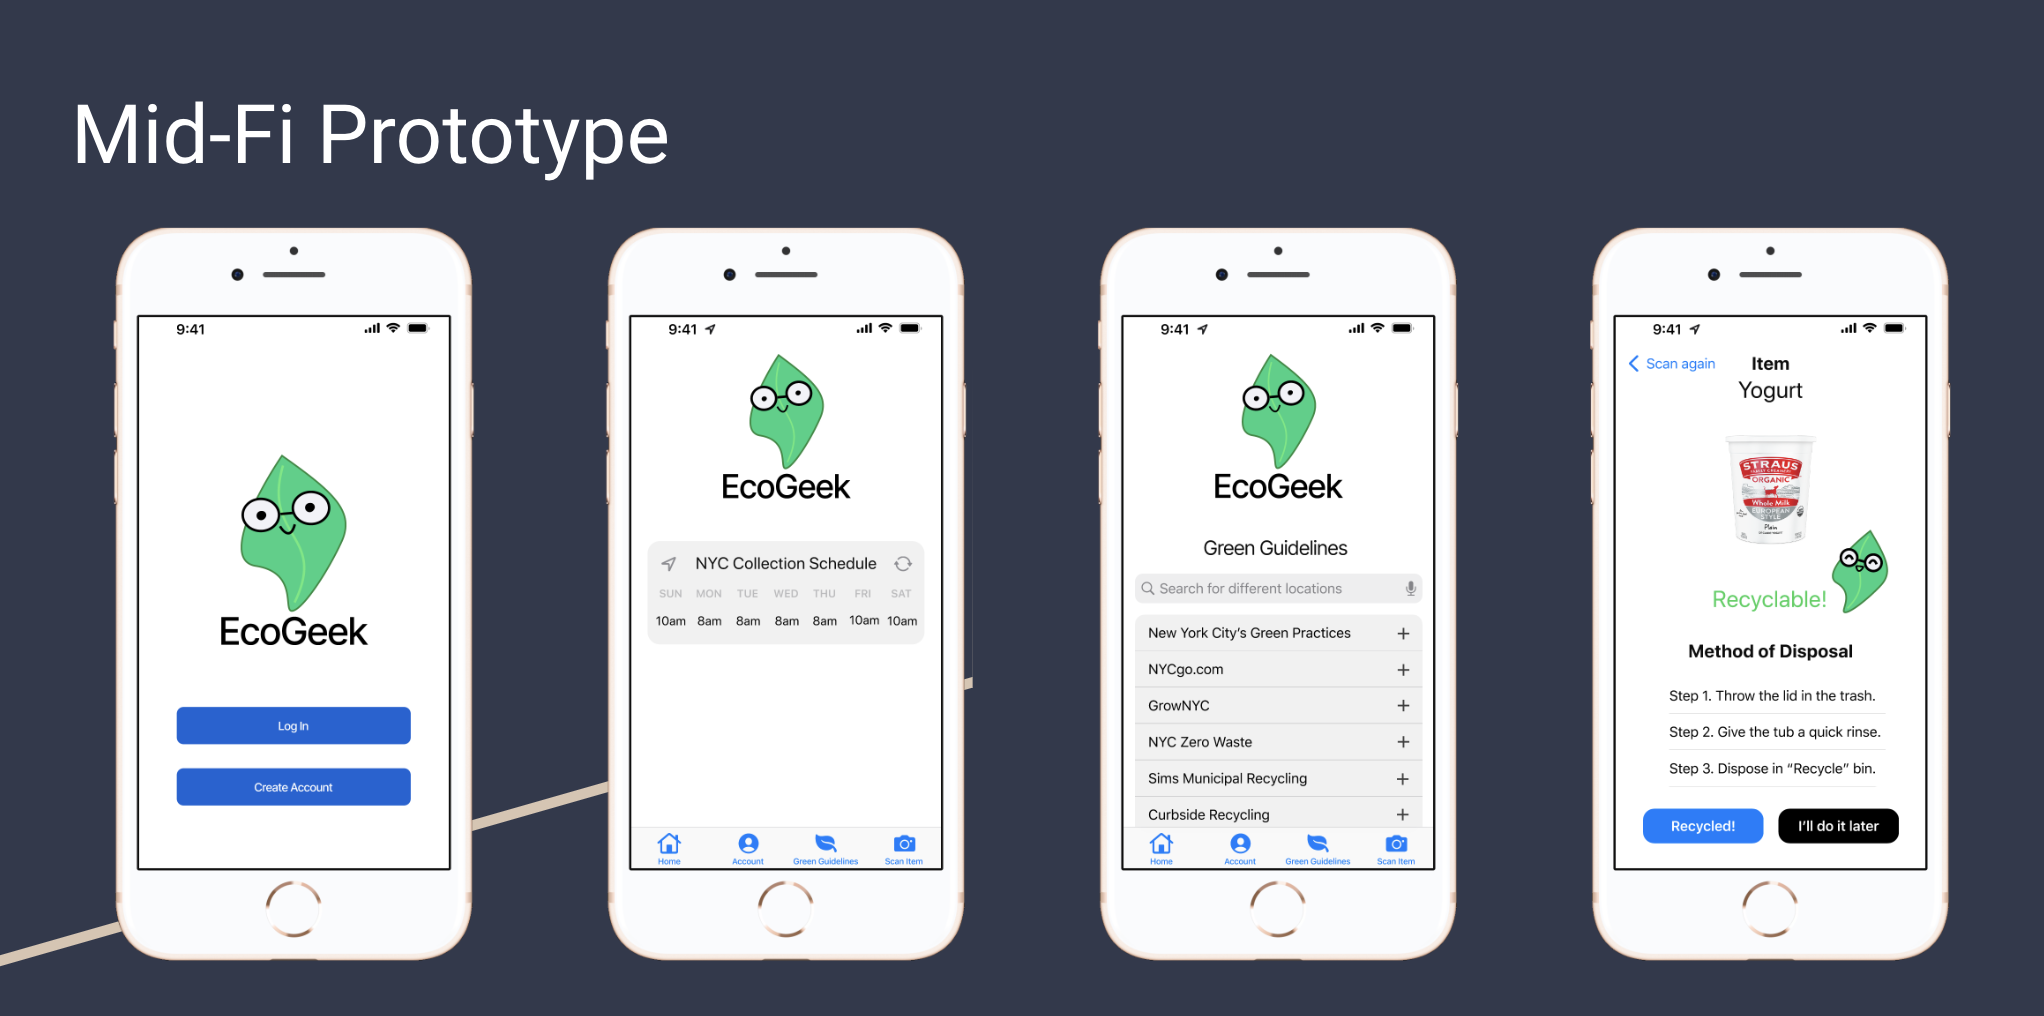 Mid-Fi Prototype
9:41
EcoGeek
Log In
Create Account
9:41
EcoGeek
NYC Collection Schedule
SUN MON TUE WED THU FRI SAT
10am 8am 8am 8am 8am 10am 10am
Home Account Green Guidelines Scan Item
9:41
EcoGeek
Green Guidelines
Search for different locations
New York City's Green Practices +
NYCgo.com +
GrowNYC +
NYC Zero Waste +
Sims Municipal Recycling +
Curbside Recycling +
Home Account Green Guidelines Scan Item
9:41
Scan again Item
Yogurt
STRAUS
ORGANIC
Whole Milk
EUROPEAN
STYLE
Plain
Recyclable!
Method of Disposal
Step 1. Throw the lid in the trash.
Step 2. Give the tub a quick rinse.
Step 3. Dispose in “Recycle” bin.
Recycled! I'll do it later